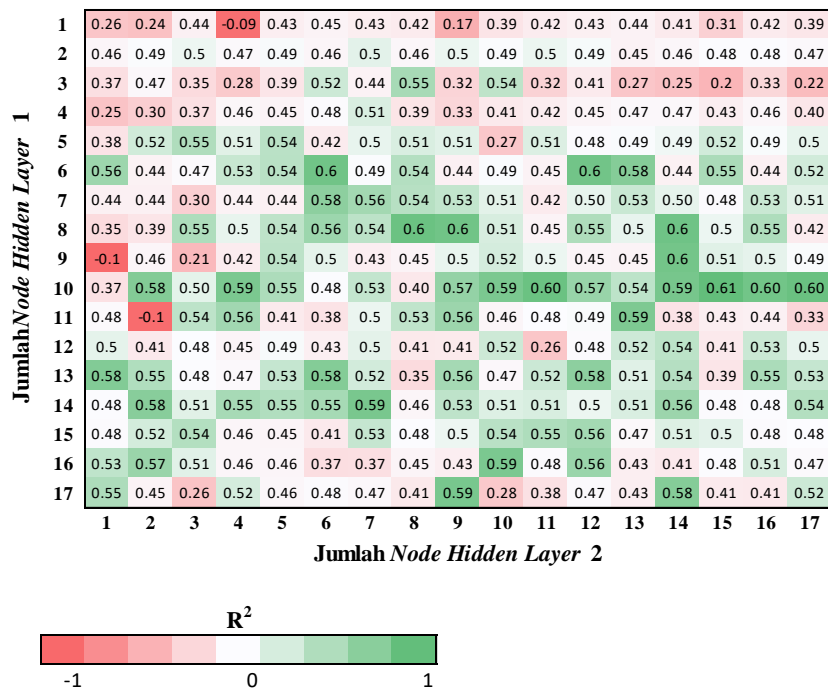 1 0.26 0.24 0.44 -0.09 0.43 0.45 0.43 0.42 0.17 0.39 0.42 0.43 0.44 0.41 0.31 0.42 0.39
2 0.46 0.49 0.5 0.47 0.49 0.46 0.5 0.46 0.5 0.49 0.5 0.49 0.45 0.46 0.48 0.48 0.47
3 0.37 0.47 0.35 0.28 0.39 0.52 0.44 0.55 0.32 0.54 0.32 0.41 0.27 0.25 0.2 0.33 0.22
4 0.25 0.30 0.37 0.46 0.45 0.48 0.51 0.39 0.33 0.41 0.42 0.45 0.47 0.47 0.43 0.46 0.40
5 0.38 0.52 0.55 0.51 0.54 0.42 0.5 0.51 0.51 0.27 0.51 0.48 0.49 0.49 0.52 0.49 0.5
6 0.56 0.44 0.47 0.53 0.54 0.6 0.49 0.54 0.44 0.49 0.45 0.6 0.58 0.44 0.55 0.44 0.52
7 0.44 0.44 0.30 0.44 0.44 0.58 0.56 0.54 0.53 0.51 0.42 0.50 0.53 0.50 0.48 0.53 0.51
8 0.35 0.39 0.55 0.5 0.54 0.56 0.54 0.6 0.6 0.51 0.45 0.55 0.5 0.6 0.5 0.55 0.42
9 -0.1 0.46 0.21 0.42 0.54 0.5 0.43 0.45 0.5 0.52 0.5 0.45 0.45 0.6 0.51 0.5 0.49
10 0.37 0.58 0.50 0.59 0.55 0.48 0.53 0.40 0.57 0.59 0.60 0.57 0.54 0.59 0.61 0.60 0.60
11 0.48 -0.1 0.54 0.56 0.41 0.38 0.5 0.53 0.56 0.46 0.48 0.49 0.59 0.38 0.43 0.44 0.33
12 0.5 0.41 0.48 0.45 0.49 0.43 0.5 0.41 0.41 0.52 0.26 0.48 0.52 0.54 0.41 0.53 0.5
13 0.58 0.55 0.48 0.47 0.53 0.58 0.52 0.35 0.56 0.47 0.52 0.58 0.51 0.54 0.39 0.55 0.53
14 0.48 0.58 0.51 0.55 0.55 0.55 0.59 0.46 0.53 0.51 0.51 0.5 0.51 0.56 0.48 0.48 0.54
15 0.48 0.52 0.54 0.46 0.45 0.41 0.53 0.48 0.5 0.54 0.55 0.56 0.47 0.51 0.5 0.48 0.48
16 0.53 0.57 0.51 0.46 0.46 0.37 0.37 0.45 0.43 0.59 0.48 0.56 0.43 0.41 0.48 0.51 0.47
17 0.55 0.45 0.26 0.52 0.46 0.48 0.47 0.41 0.59 0.28 0.38 0.47 0.43 0.58 0.41 0.41 0.52
1 2 3 4 5 6 7 8 9 10 11 12 13 14 15 16 17
JumlahNode Hidden Layer 1
Jumlah Node Hidden Layer 2
R²
-1 0 1